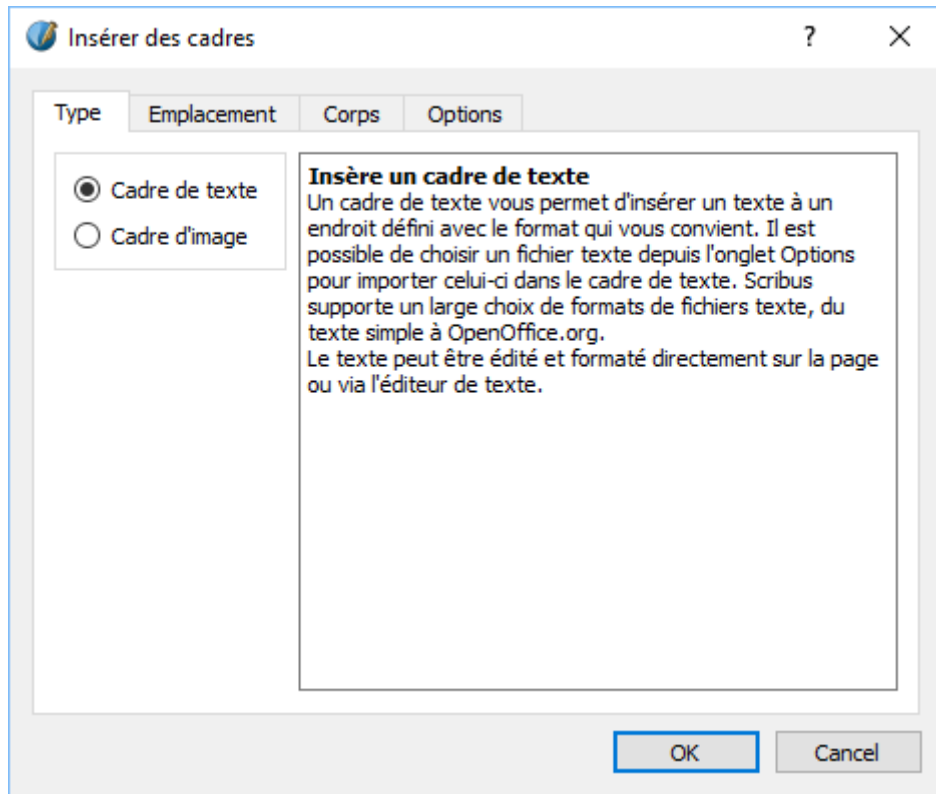 Insérer des cadres
?
Type Emplacement Corps Options
Cadre de texte
Cadre d'image
Insère un cadre de texte
Un cadre de texte vous permet d'insérer un texte à un
endroit défini avec le format qui vous convient. Il est
possible de choisir un fichier texte depuis l'onglet Options
pour importer celui-ci dans le cadre de texte. Scribus
supporte un large choix de formats de fichiers texte, du
texte simple à OpenOffice.org.
Le texte peut être édité et formaté directement sur la page
ou via l'éditeur de texte.
OK Cancel